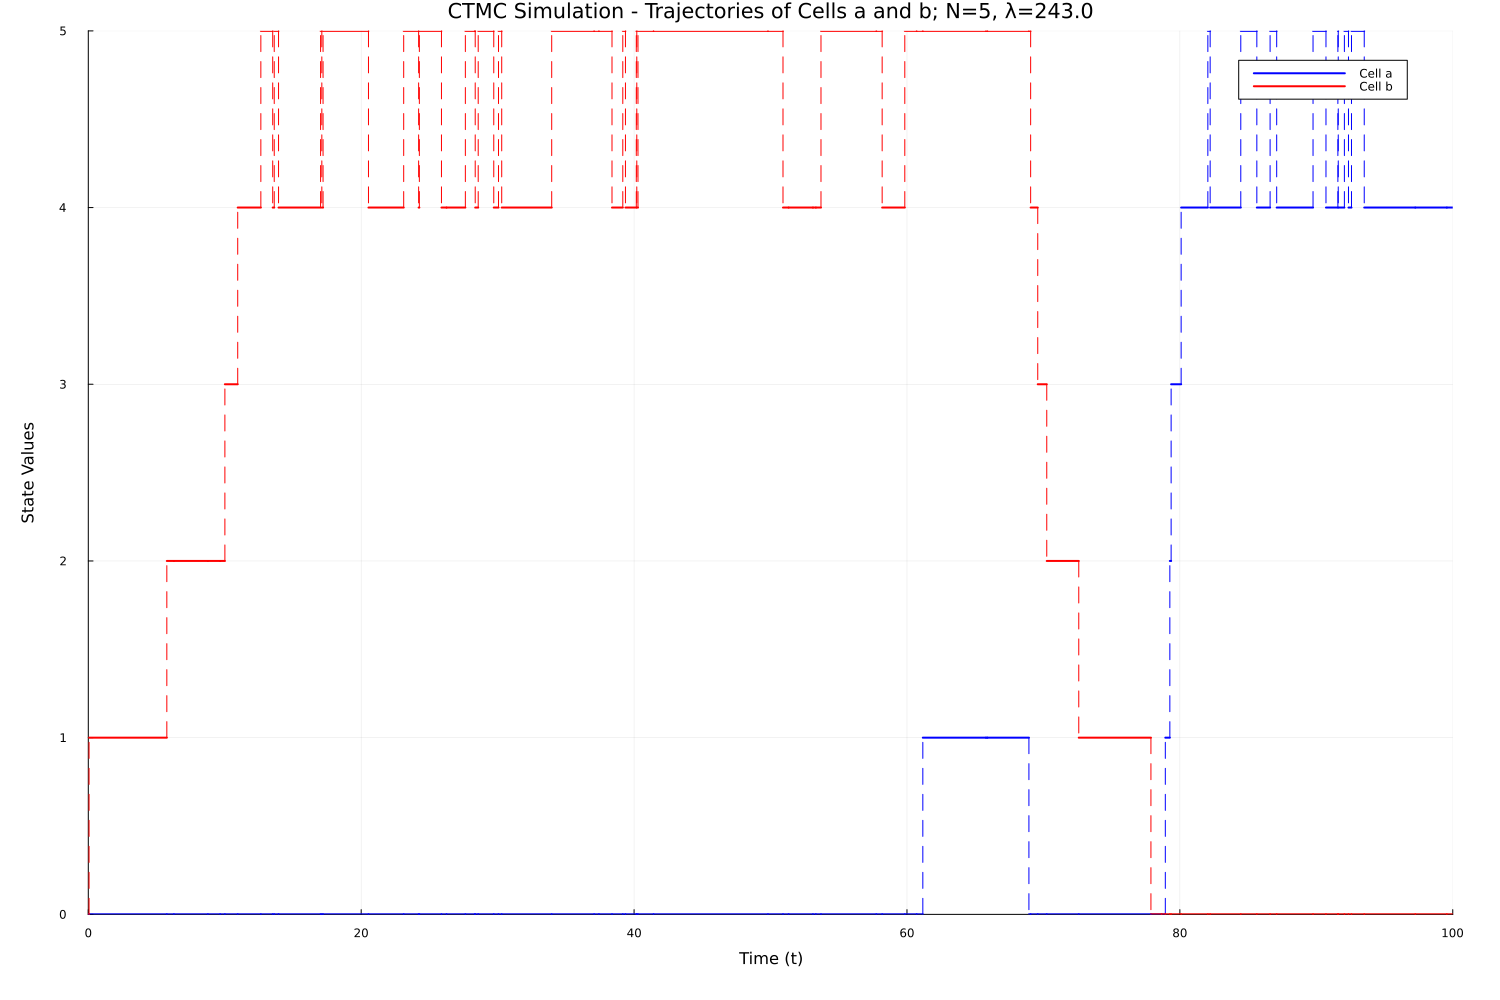 CTMC Simulation - Trajectories of Cells a and b; N=5, λ=243.0
5
4
3
2
1
0
State Values
Cell a
Cell b
0 20 40 60 80 100
Time (t)